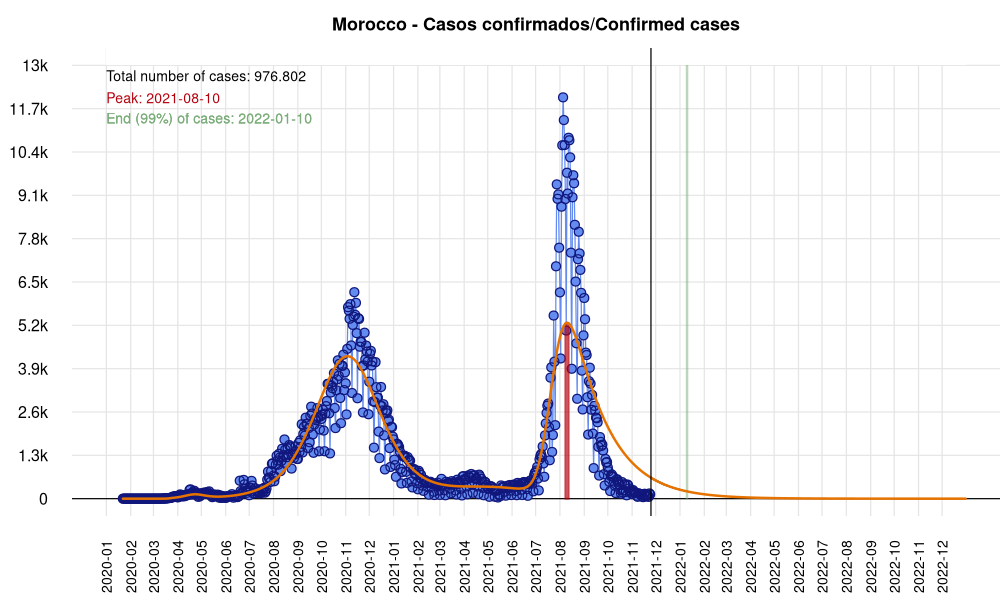 Morocco - Casos confirmados/Confirmed cases
Total number of cases: 976.802
Peak: 2021-08-10
End (99%) of cases: 2022-01-10
13k
11.7k
10.4k
9.1k
7.8k
6.5k
5.2k
3.9k
2.6k
1.3k
0
2020-01
2020-02
2020-03
2020-04
2020-05
2020-06
2020-07
2020-08
2020-09
2020-10
2020-11
2020-12
2021-01
2021-02
2021-03
2021-04
2021-05
2021-06
2021-07
2021-08
2021-09
2021-10
2021-11
2021-12
2022-01
2022-02
2022-03
2022-04
2022-05
2022-06
2022-07
2022-08
2022-09
2022-10
2022-11
2022-12